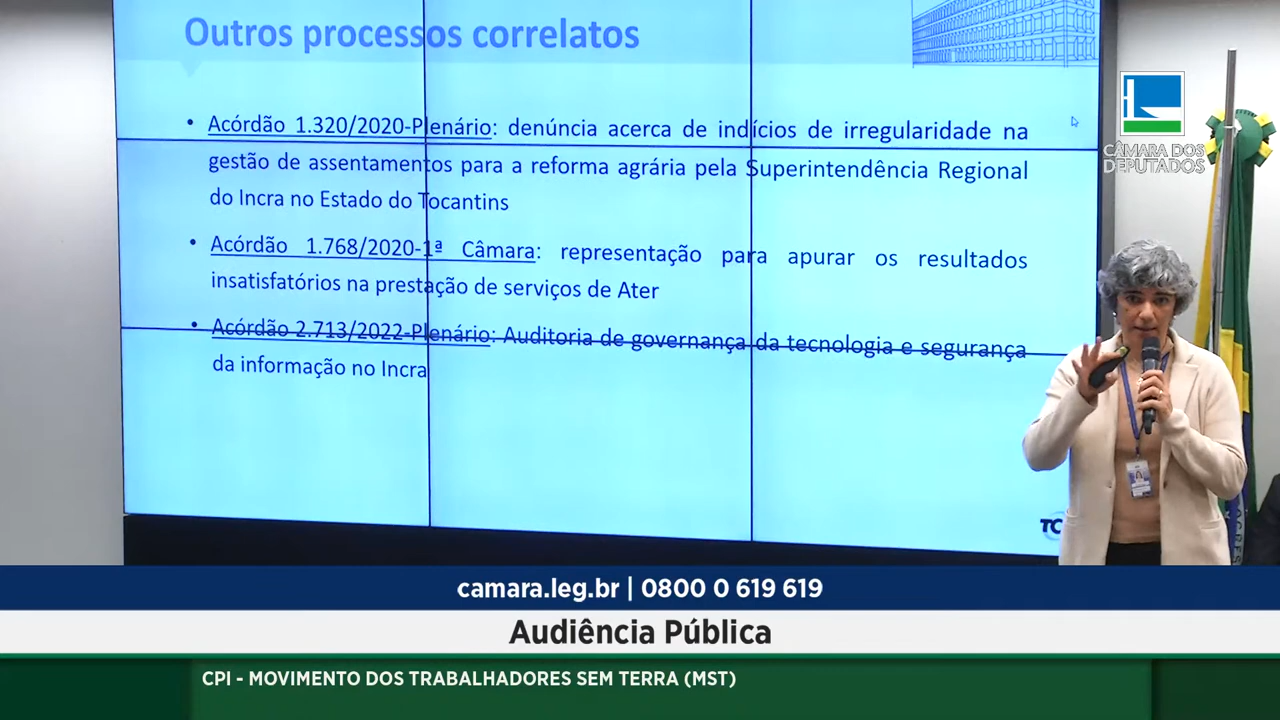 Outros processos correlatos
• Acórdão 1.320/2020-Plenário: denúncia acerca de indícios de irregularidade na
gestão de assentamentos para a reforma agrária pela Superintendência Regional
do Incra no Estado do Tocantins
• Acórdão 1.768/2020-1ª Câmara: representação para apurar os resultados
insatisfatórios na prestação de serviços de Ater
• Acórdão 2.713/2022-Plenário: Auditoria de governança da tecnologia e segurança
da informação no Incra
CÂMARA DOS
DEPUTADOS
TC
camara.leg.br | 0800 0 619 619
Audiência Pública
CPI - MOVIMENTO DOS TRABALHADORES SEM TERRA (MST)